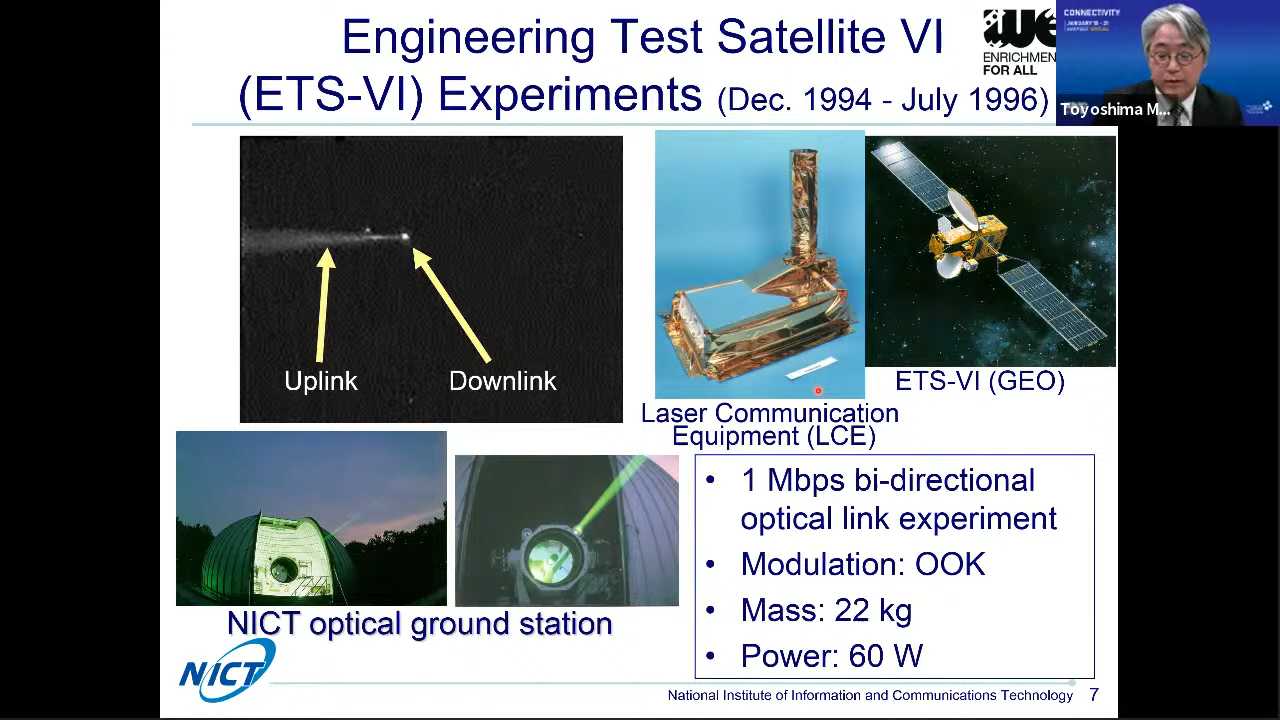 Engineering Test Satellite VI
(ETS-VI) Experiments (Dec. 1994 - July 1996)
ENRICHMEN
FOR ALL
CONNECTIVITY
Toyoshima M...
Uplink
Downlink
ETS-VI (GEO)
Laser Communication
Equipment (LCE)
NICT optical ground station
• 1 Mbps bi-directional
optical link experiment
• Modulation: OOK
• Mass: 22 kg
• Power: 60 W
NICT
National Institute of Information and Communications Technology 7